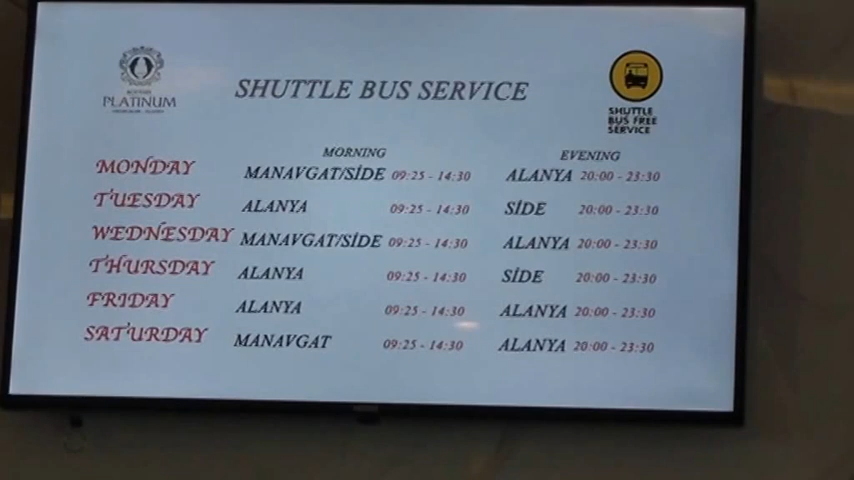 PLATINUM
SHUTTLE BUS SERVICE
SHUTTLE
BUS FREE
SERVICE
MORNING EVENING
MONDAY MANAVGAT/SİDE 09:25 - 14:30 ALANYA 20:00 - 23:30
TUESDAY ALANYA 09:25 - 14:30 SİDE 20:00 - 23:30
WEDNESDAY MANAVGAT/SİDE 09:25 - 14:30 ALANYA 20:00 - 23:30
THURSDAY ALANYA 09:25 - 14:30 SİDE 20:00 - 23:30
FRIDAY ALANYA 09:25 - 14:30 ALANYA 20:00 - 23:30
SATURDAY MANAVGAT 09:25 - 14:30 ALANYA 20:00 - 23:30